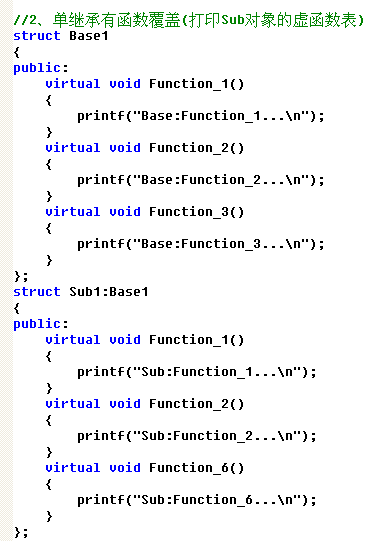 //2、单继承有函数覆盖(打印Sub对象的虚函数表)
struct Base1
{
public:
    virtual void Function_1()
    {
        printf("Base:Function_1...\n");
    }
    virtual void Function_2()
    {
        printf("Base:Function_2...\n");
    }
    virtual void Function_3()
    {
        printf("Base:Function_3...\n");
    }
};
struct Sub1:Base1
{
public:
    virtual void Function_1()
    {
        printf("Sub:Function_1...\n");
    }
    virtual void Function_2()
    {
        printf("Sub:Function_2...\n");
    }
    virtual void Function_6()
    {
        printf("Sub:Function_6...\n");
    }
};